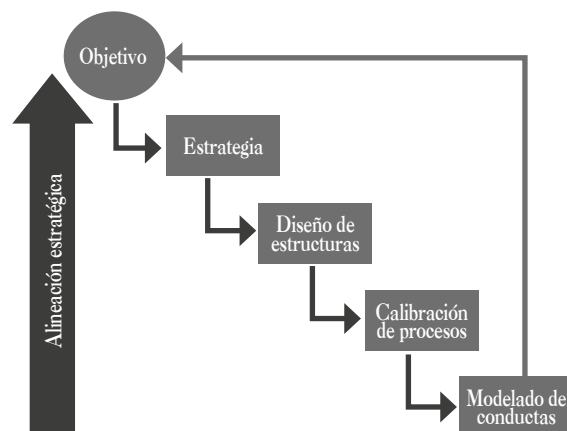 Objetivo
Estrategia
Diseño de
estructuras
Calibración
de procesos
Modelado de
conductas
Alineación estratégica